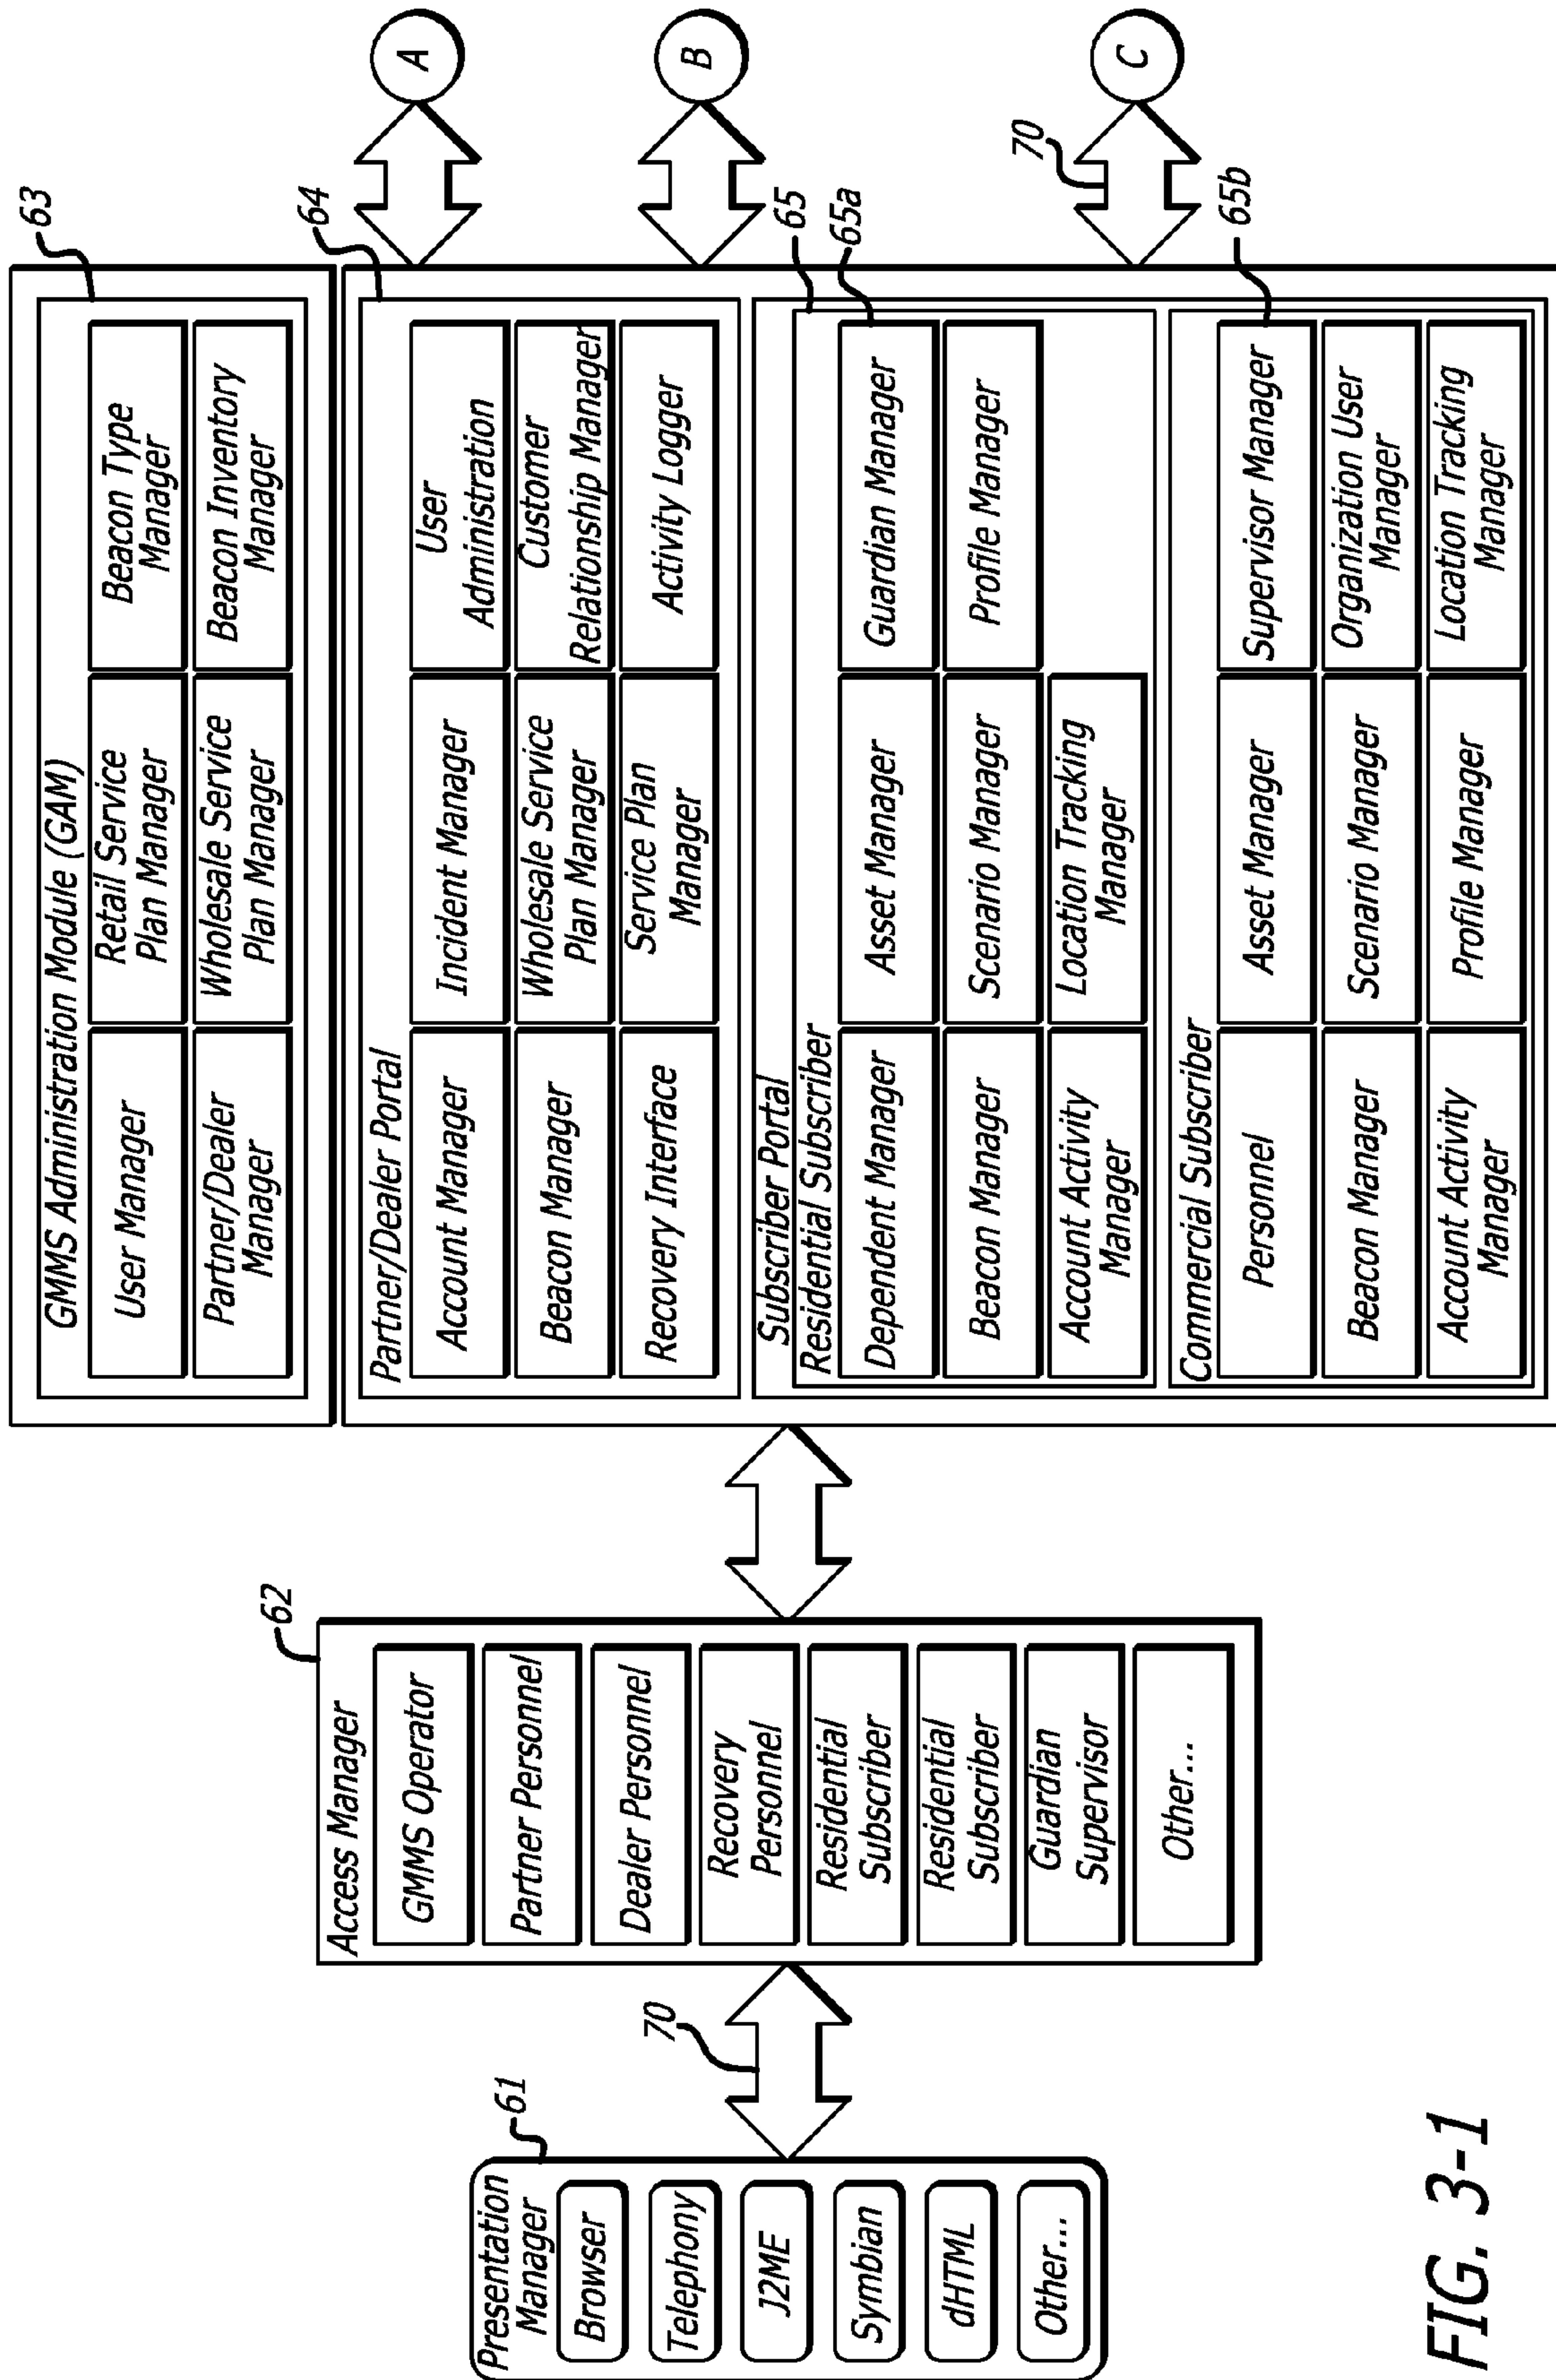 Presentation
Manager
61
Browser
Telephony
J2ME
Symbian
dHTML
Other...
70
Access Manager
62
GMMS Operator
Partner Personnel
Dealer Personnel
Recovery
Personnel
Residential
Subscriber
Residential
Subscriber
Guardian
Supervisor
Other...
GMMS Administration Module (GAM)
63
User Manager
Retail Service
Plan Manager
Beacon Type
Manager
Partner/Dealer
Manager
Wholesale Service
Plan Manager
Beacon Inventory
Manager
Partner/Dealer Portal
64
Account Manager
Incident Manager
User
Administration
Beacon Manager
Wholesale Service
Plan Manager
Customer
Relationship Manager
Recovery Interface
Service Plan
Manager
Activity Logger
Subscriber Portal
65
Residential Subscriber
65a
Dependent Manager
Asset Manager
Guardian Manager
Beacon Manager
Scenario Manager
Profile Manager
Account Activity
Manager
Location Tracking
Manager
Commercial Subscriber
65b
Personnel
Asset Manager
Supervisor Manager
Beacon Manager
Scenario Manager
Organization User
Manager
Account Activity
Manager
Profile Manager
Location Tracking
Manager
A
B
70
C
FIG. 3-1